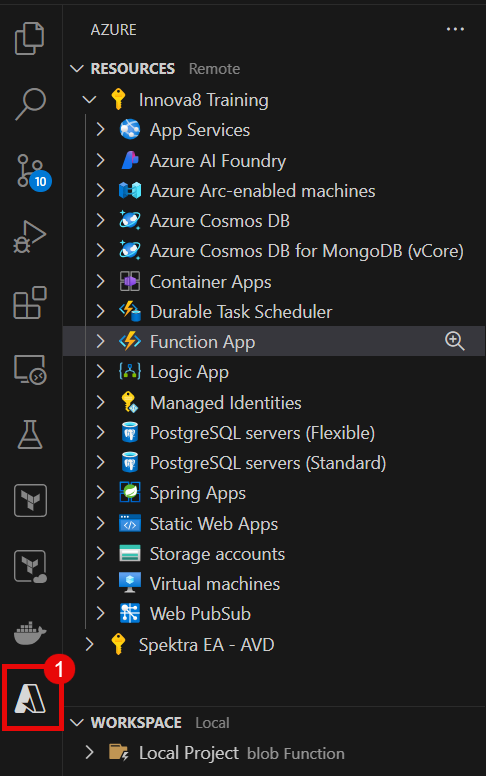 AZURE
RESOURCES Remote
Innova8 Training
App Services
Azure AI Foundry
Azure Arc-enabled machines
Azure Cosmos DB
Azure Cosmos DB for MongoDB (vCore)
Container Apps
Durable Task Scheduler
Function App
Logic App
Managed Identities
PostgreSQL servers (Flexible)
PostgreSQL servers (Standard)
Spring Apps
Static Web Apps
Storage accounts
Virtual machines
Web PubSub
Spektra EA - AVD
WORKSPACE Local
Local Project blob Function
10
1